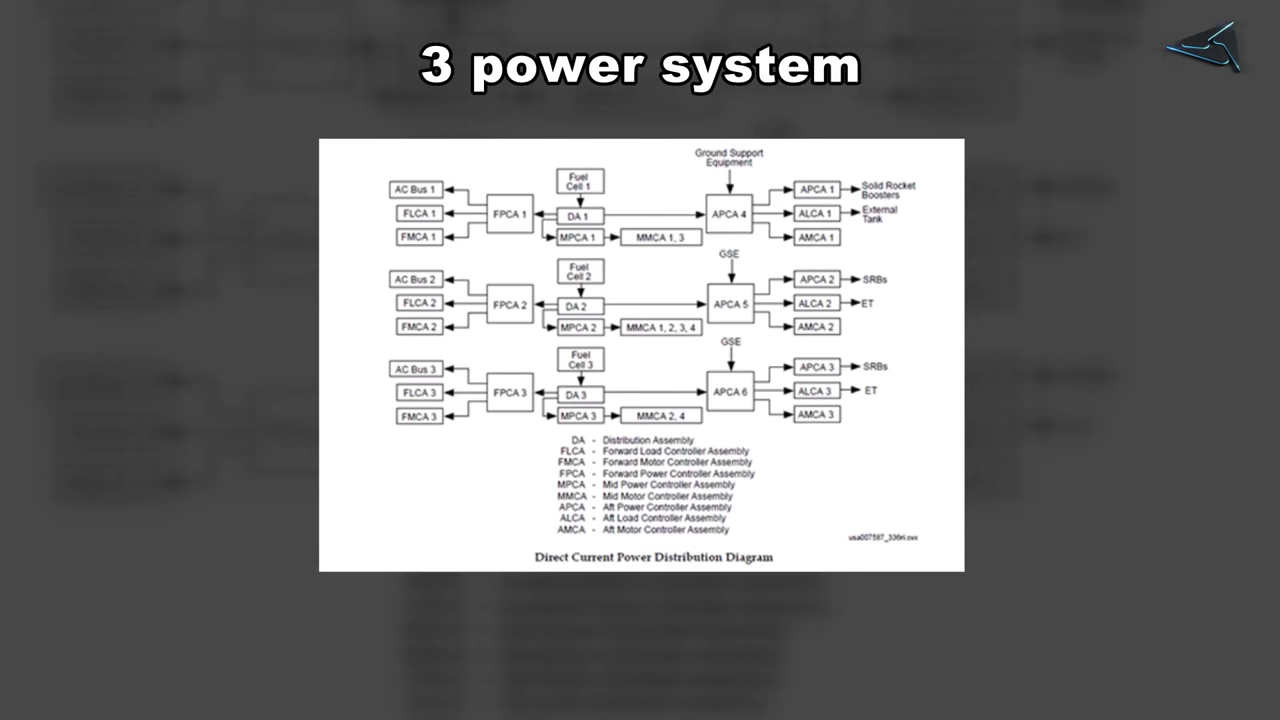 3 power system
Ground Support
Equipment
Fuel
Cell 1
AC Bus 1
APCA 1
Solid Rocket
Boosters
FLCA 1
FPCA 1
DA 1
APCA 4
ALCA 1
External
Tank
FMCA 1
MPCA 1
MMCA 1, 3
AMCA 1
GSE
Fuel
Cell 2
AC Bus 2
APCA 2
SRBs
FLCA 2
FPCA 2
DA 2
APCA 5
ALCA 2
ET
FMCA 2
MPCA 2
MMCA 1, 2, 3, 4
AMCA 2
GSE
Fuel
Cell 3
AC Bus 3
APCA 3
SRBs
FLCA 3
FPCA 3
DA 3
APCA 6
ALCA 3
ET
FMCA 3
MPCA 3
MMCA 2, 4
AMCA 3
DA - Distribution Assembly
FLCA - Forward Load Controller Assembly
FMCA - Forward Motor Controller Assembly
FPCA - Forward Power Controller Assembly
MPCA - Mid Power Controller Assembly
MMCA - Mid Motor Controller Assembly
APCA - Aft Power Controller Assembly
ALCA - Aft Load Controller Assembly
AMCA - Aft Motor Controller Assembly
Direct Current Power Distribution Diagram